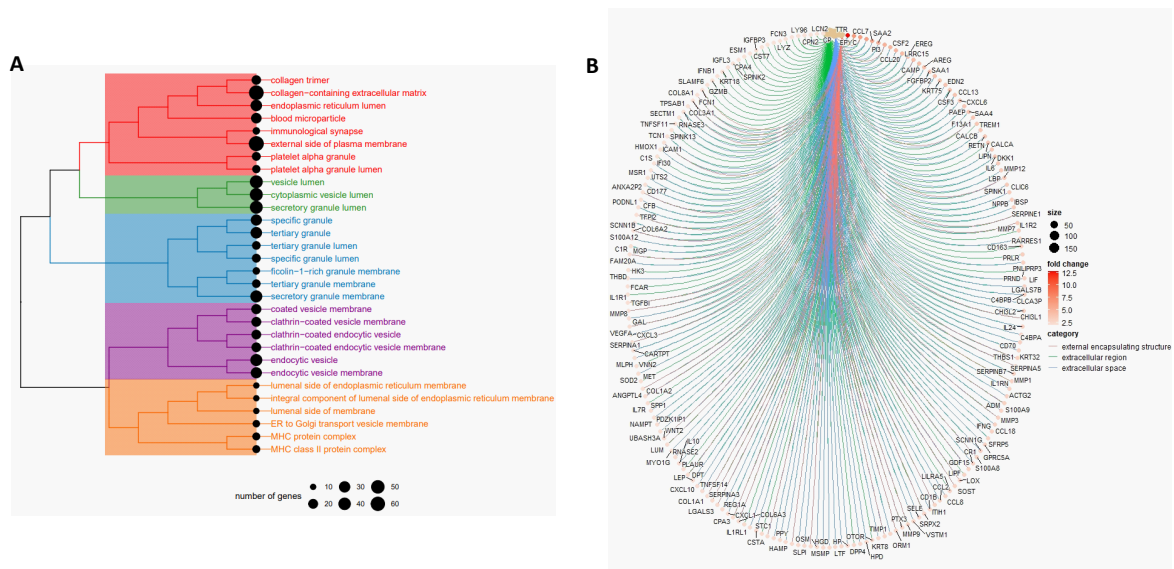 A
collagen trimer
collagen-containing extracellular matrix
endoplasmic reticulum lumen
blood microparticle
immunological synapse
external side of plasma membrane
platelet alpha granule
platelet alpha granule lumen
vesicle lumen
cytoplasmic vesicle lumen
secretory granule lumen
specific granule
tertiary granule
tertiary granule lumen
specific granule lumen
ficolin-1-rich granule membrane
tertiary granule membrane
secretory granule membrane
coated vesicle membrane
clathrin-coated vesicle membrane
clathrin-coated endocytic vesicle
clathrin-coated endocytic vesicle membrane
endocytic vesicle
endocytic vesicle membrane
lumenal side of endoplasmic reticulum membrane
integral component of lumenal side of endoplasmic reticulum membrane
lumenal side of membrane
ER to Golgi transport vesicle membrane
MHC protein complex
MHC class II protein complex
number of genes
10 30 50
20 40 60
B
LCN2
TTR
CP
EPYC
CPN2
LY96
LYZ
FCN3
CST7
IGFBP3
ESM1
CPA4
SPINK2
IGFL3
KRT18
IFNB1
GZMB
SLAMF6
FCN1
COL8A1
COL3A1
TPSAB1
RNASE3
SECTM1
SPINK13
TNFSF11
ICAM1
TCN1
IFI30
HMOX1
UTS2
C1S
CD177
MSR1
CFB
ANXA2P2
TFPI2
PODNL1
COL6A2
SCNN1B
S100A12
MGP
C1R
HK3
FAM20A
FCAR
THBD
TGFBI
IL1R1
MMP8
GAL
CXCL3
VEGFA
SERPINA1
CARTPT
VNN2
MLPH
MET
SOD2
COL1A2
ANGPTL4
SPP1
IL7R
PDZK1IP1
NAMPT
WNT2
UBASH3A
IL10
LUM
RNASE2
MYO1G
PLAUR
LEP
DPT
CXCL10
TNFSF14
COL1A1
SERPINA3
LGALS3
REG1A
CPA3
CXCL1
COL6A3
IL1RL1
STC1
CSTA
PPY
HAMP
OSM
SLPI
HGD
MSMP
HP
LTF
OTOR
DPP4
KRT8
HPD
TIMP1
ORM1
PTX3
MMP9
SRPX2
VSTM1
SELE
ITIH1
CD1B
CCL8
CCL2
SOST
LILRA5
LOX
LIPF
GDF15
S100A8
CR1
GPRC5A
SCNN1G
SFRP5
IFNG
CCL18
MMP3
ADM
S100A9
ACTG2
IL1RN
MMP1
SERPINB7
SERPINA5
THBS1
KRT32
CD70
C4BPA
IL24
CHI3L1
CHGL2
CLCA3P
C4BPB
LGALS7B
PRND
LIF
PNLIPRP3
PRLR
CD163
RARRES1
MMP7
IL1R2
SERPINE1
NPPB
IBSP
SPINK1
CLIC6
LBP
MMP12
IL6
DKK1
LIPN
CALCA
RETN
CALCB
TREM1
F13A1
SAA4
PAEP
CXCL6
CSF3
CCL13
KRT75
EDN2
FGFBP2
SAA1
CAMP
AREG
LRRC15
CCL20
EREG
CSF2
PI3
SAA2
CCL7
size
50
100
150
fold change
12.5
10.0
7.5
5.0
2.5
category
external encapsulating structure
extracellular region
extracellular space